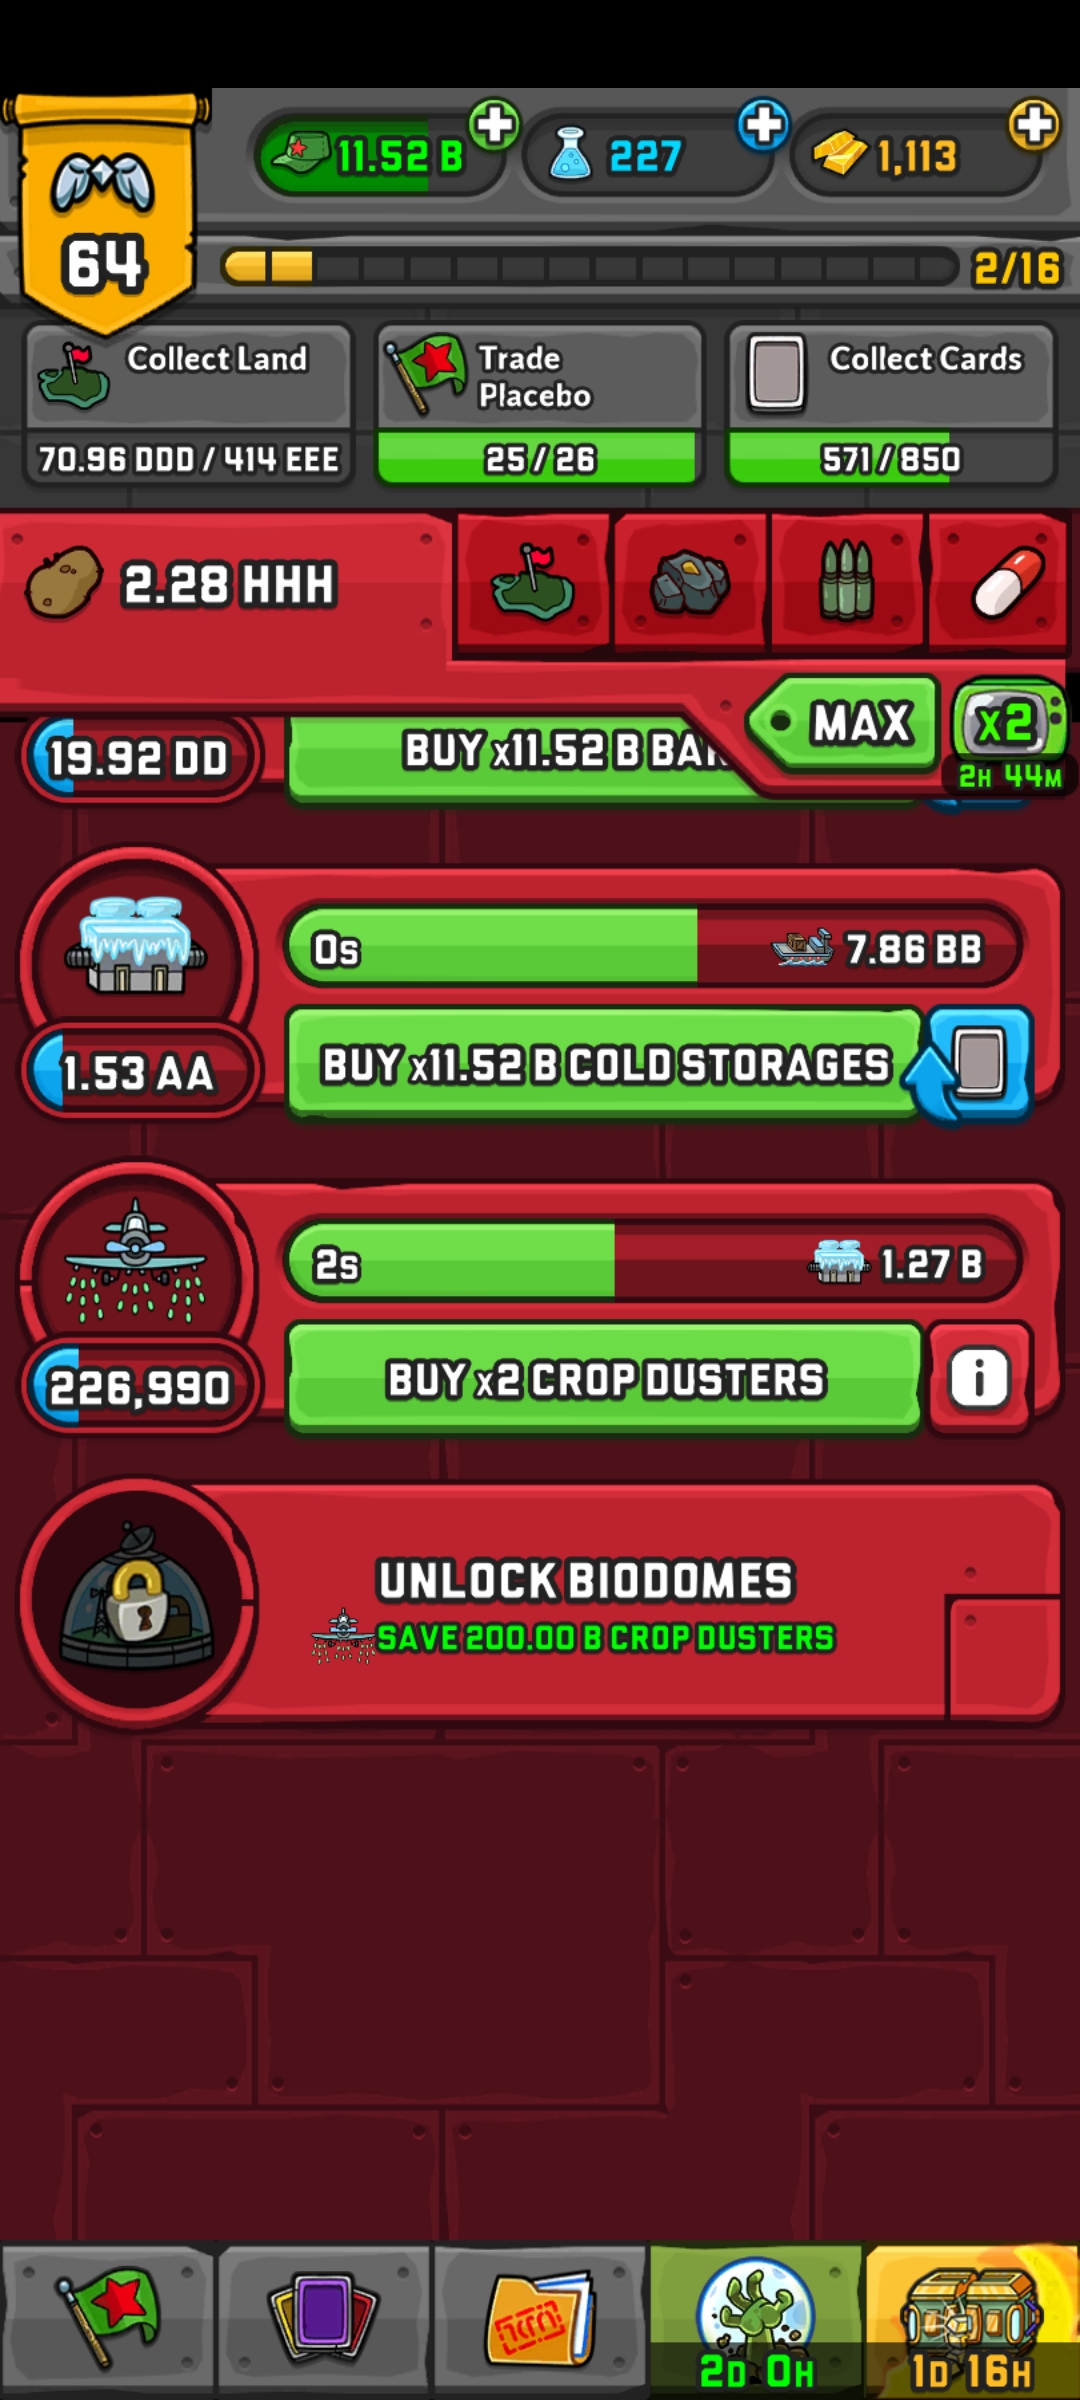 64
11.52 B
227
1,113
2/16
Collect Land
70.96 DDD / 414 EEE
Trade
Placebo
25 / 26
Collect Cards
571 / 850
2.28 HHH
MAX
x2
2H 44M
19.92 DD
BUY x11.52 B
0s
7.86 BB
1.53 AA
BUY x11.52 B COLD STORAGES
2s
1.27 B
226,990
BUY x2 CROP DUSTERS
i
UNLOCK BIODOMES
SAVE 200.00 B CROP DUSTERS
2D 0H
1D 16H